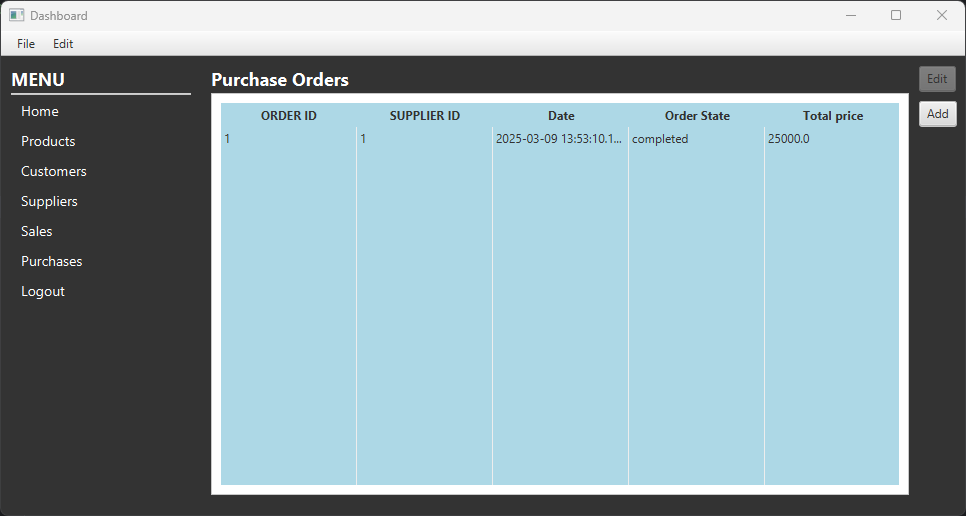 Dashboard
File Edit
MENU
Home
Products
Customers
Suppliers
Sales
Purchases
Logout
Purchase Orders
ORDER ID SUPPLIER ID Date Order State Total price
1 1 2025-03-09 13:53:10.1... completed 25000.0
Edit
Add